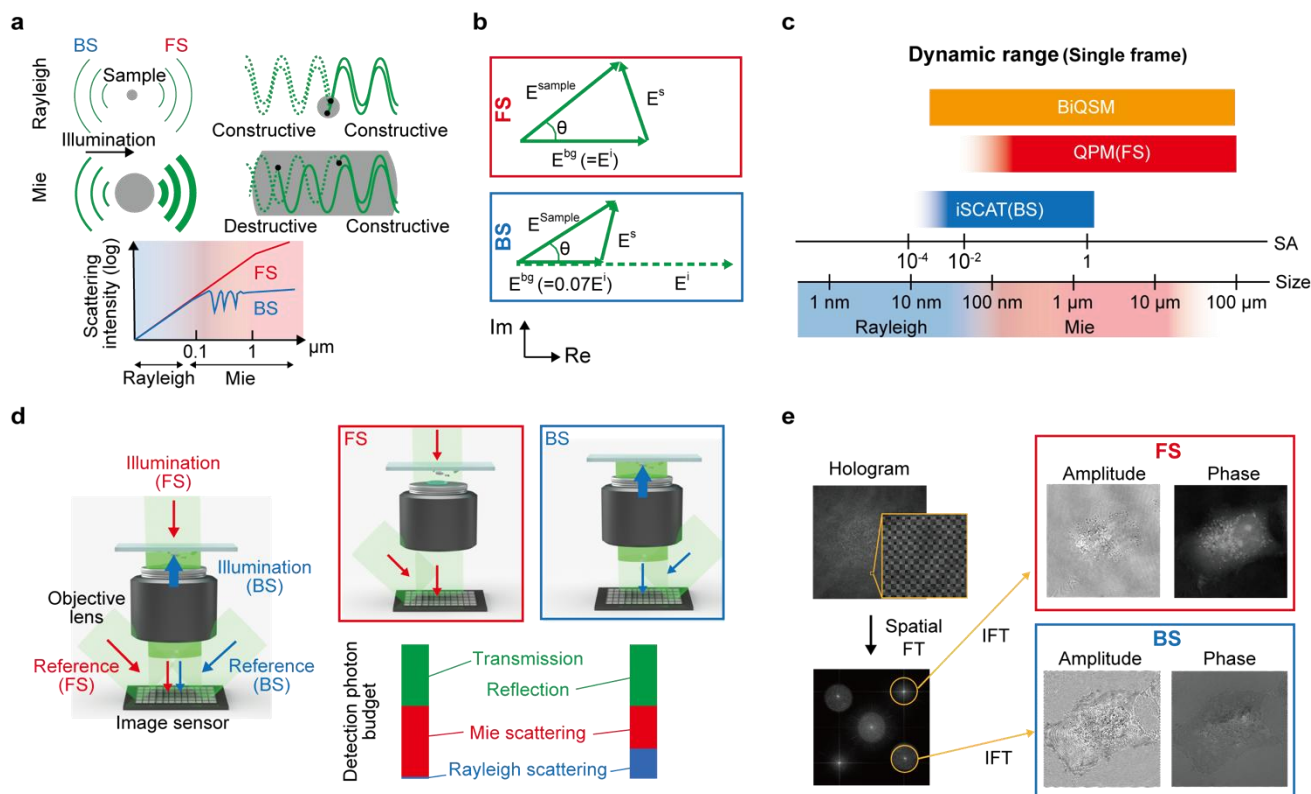 a
BS
FS
Sample
Rayleigh
Illumination
Mie
Constructive
Constructive
Destructive
Constructive
Scattering
intensity (log)
FS
BS
0.1
1
μm
Rayleigh
Mie
b
FS
E^sample
E^s
θ
E^bg (=E^i)
BS
E^Sample
E^s
θ
E^bg (=0.07E^i)
E^i
Im
Re
c
Dynamic range (Single frame)
BiQSM
QPM(FS)
iSCAT(BS)
SA
10^-4
10^-2
1
Size
1 nm
10 nm
100 nm
1 μm
10 μm
100 μm
Rayleigh
Mie
d
Illumination
(FS)
Illumination
(BS)
Objective
lens
Reference
(FS)
Reference
(BS)
Image sensor
FS
BS
Detection photon
budget
Transmission
Reflection
Mie scattering
Rayleigh scattering
e
Hologram
Spatial
FT
IFT
IFT
FS
Amplitude
Phase
BS
Amplitude
Phase